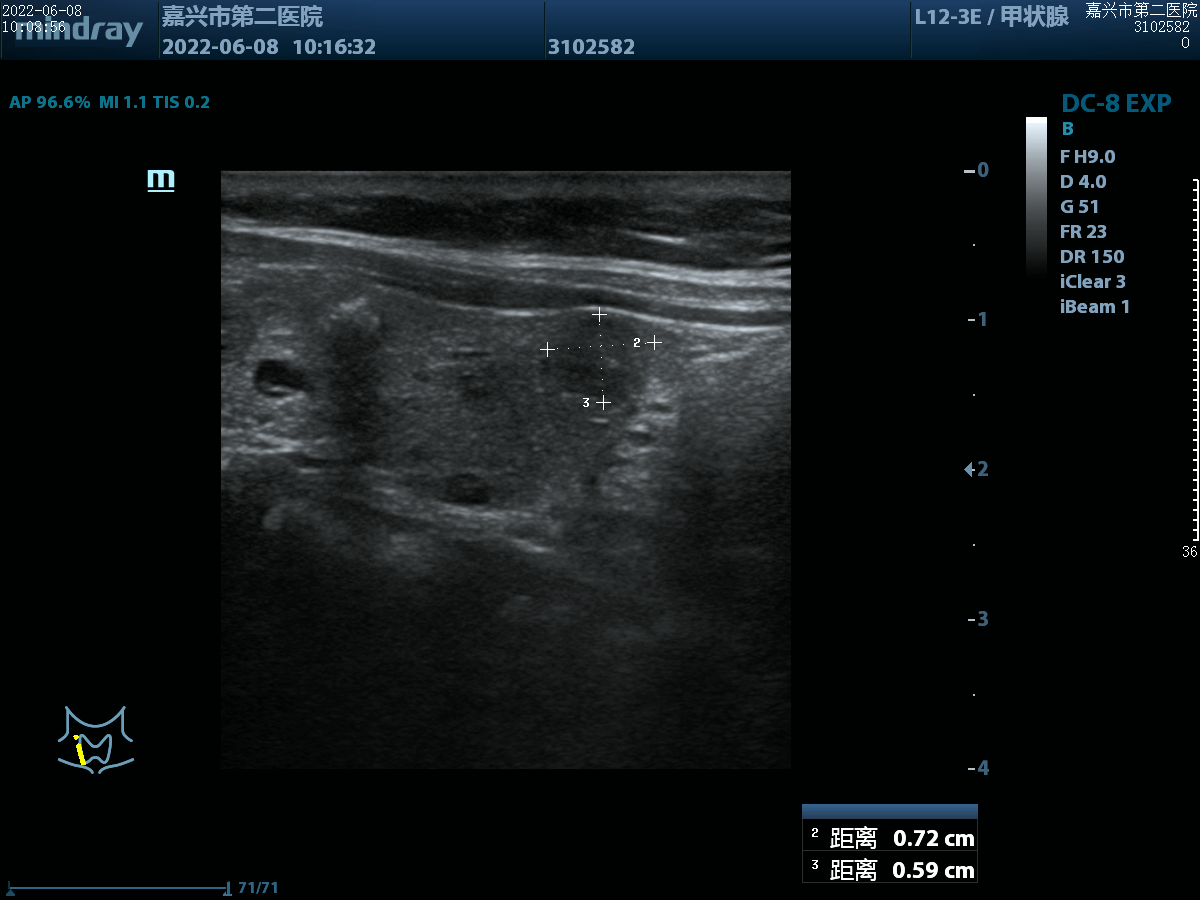 2022-06-08
10:08:56
mindray
嘉兴市第二医院
2022-06-08 10:16:32
3102582
L12-3E / 甲状腺
嘉兴市第二医院
3102582
0
AP 96.6% MI 1.1 TIS 0.2
DC-8 EXP
B
F H9.0
D 4.0
G 51
FR 23
DR 150
iClear 3
iBeam 1
m
0
1
2
3
4
2
3
36
2 距离 0.72 cm
3 距离 0.59 cm
71/71